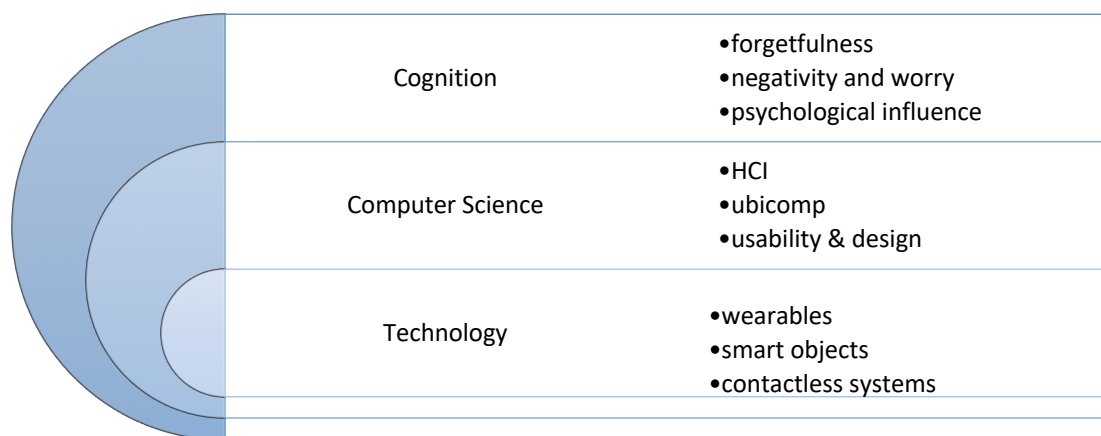 Cognition
•forgetfulness
•negativity and worry
•psychological influence
Computer Science
•HCI
•ubicomp
•usability & design
Technology
•wearables
•smart objects
•contactless systems